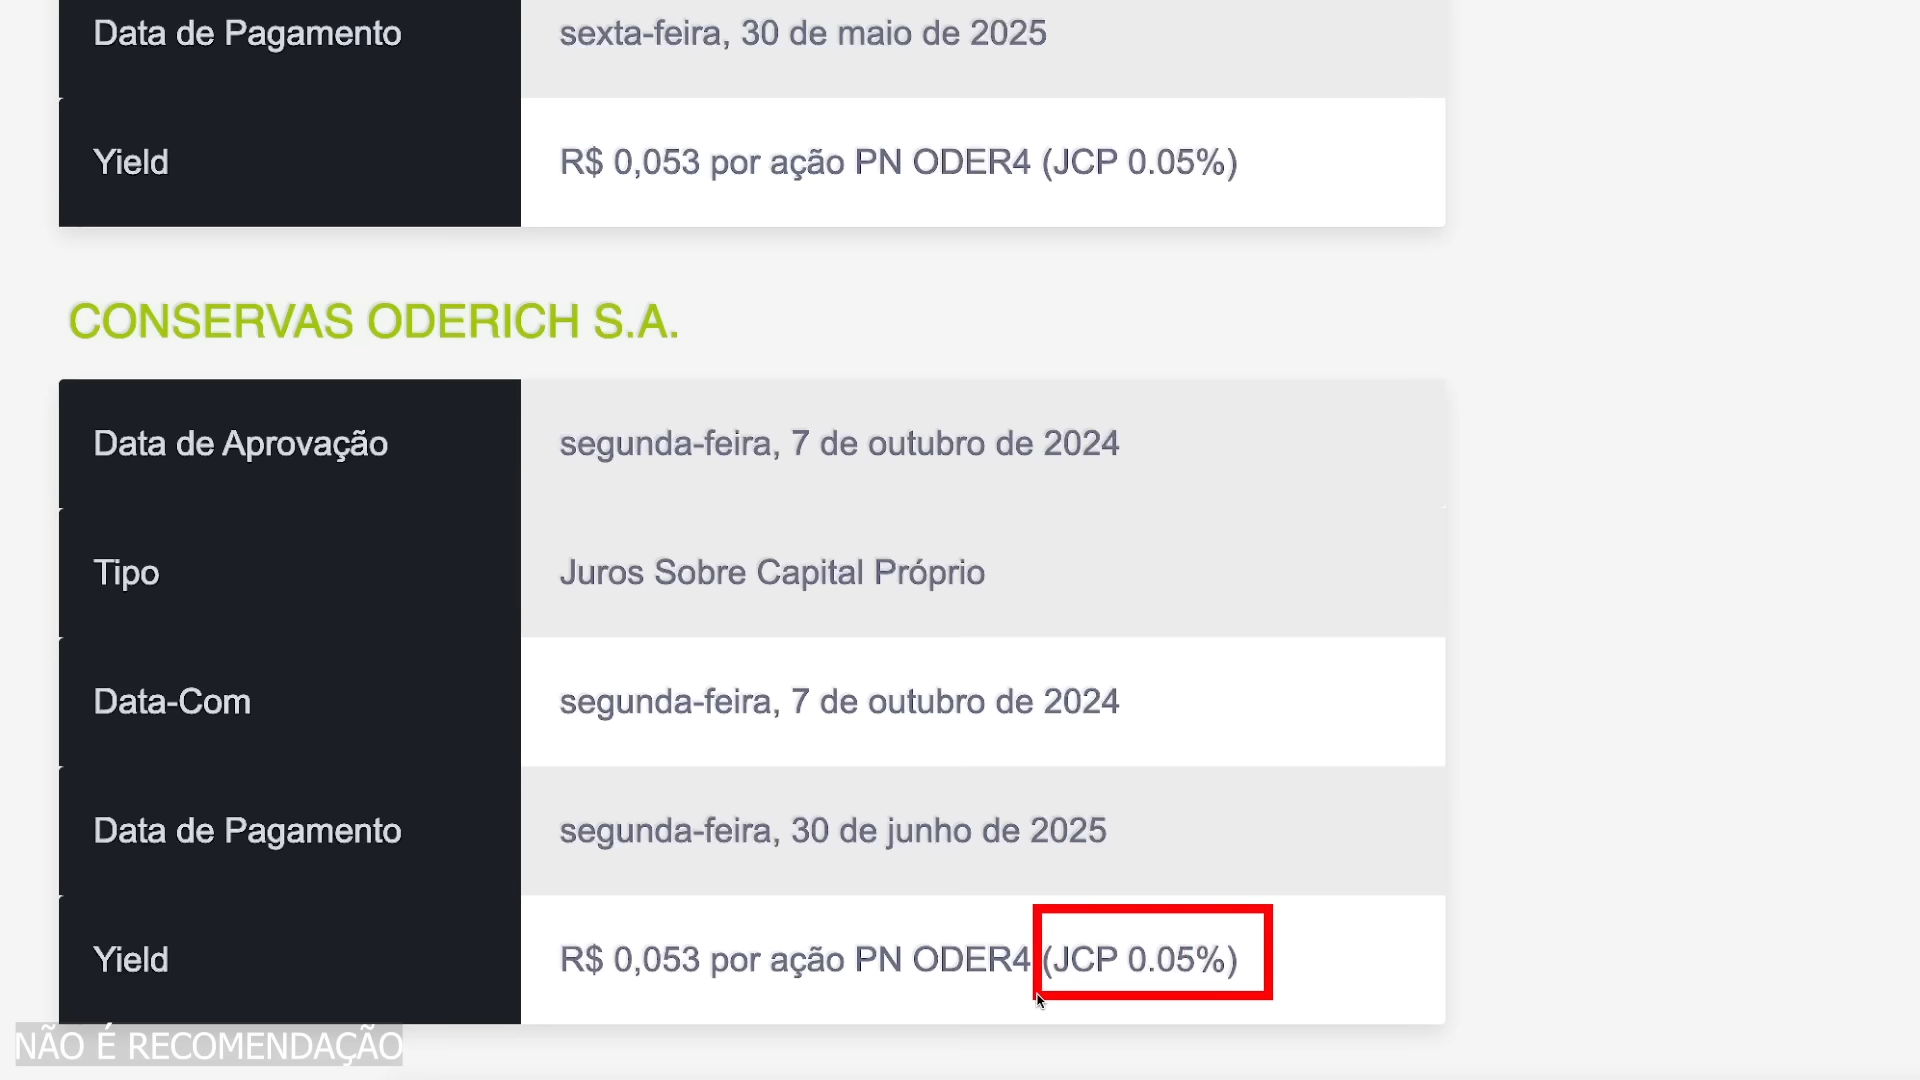 Data de Pagamento sexta-feira, 30 de maio de 2025
Yield R$ 0,053 por ação PN ODER4 (JCP 0.05%)
CONSERVAS ODERICH S.A.
Data de Aprovação segunda-feira, 7 de outubro de 2024
Tipo Juros Sobre Capital Próprio
Data-Com segunda-feira, 7 de outubro de 2024
Data de Pagamento segunda-feira, 30 de junho de 2025
Yield R$ 0,053 por ação PN ODER4 (JCP 0.05%)
NÃO É RECOMENDAÇÃO